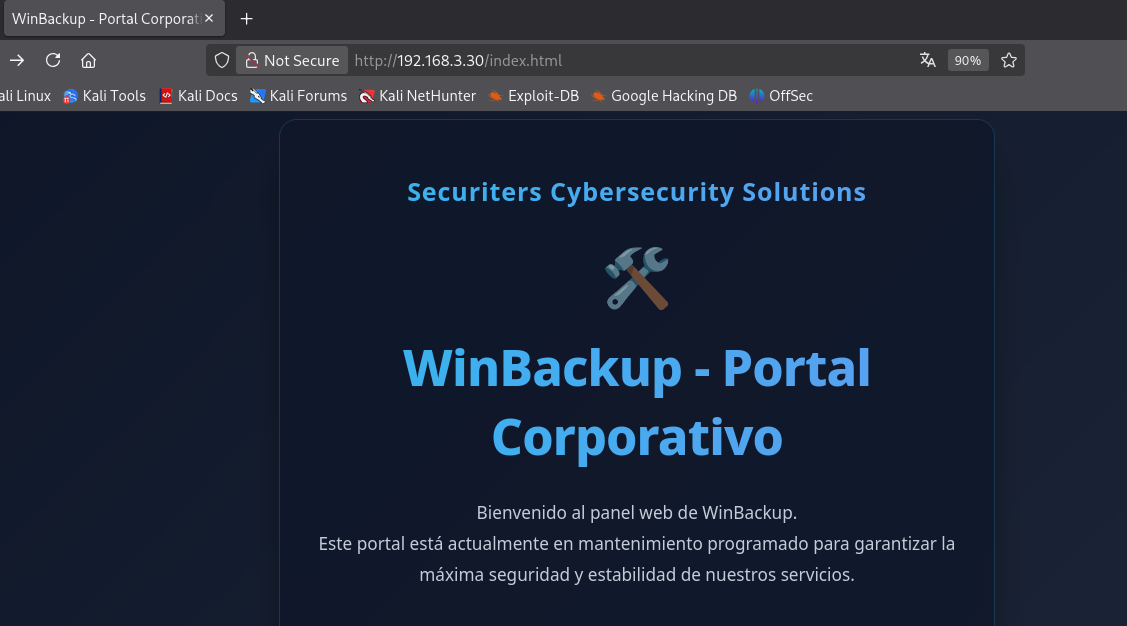 WinBackup - Portal Corporat
Not Secure http://192.168.3.30/index.html 90%
ali Linux Kali Tools Kali Docs Kali Forums Kali NetHunter Exploit-DB Google Hacking DB OffSec
Securiters Cybersecurity Solutions
WinBackup - Portal
Corporativo
Bienvenido al panel web de WinBackup.
Este portal está actualmente en mantenimiento programado para garantizar la
máxima seguridad y estabilidad de nuestros servicios.